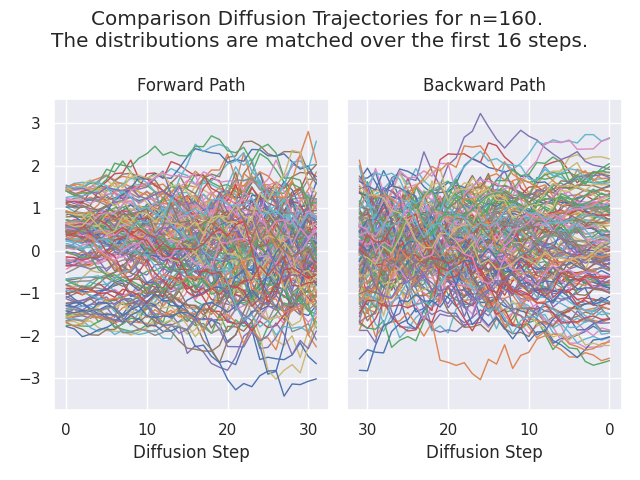 Comparison Diffusion Trajectories for n=160.
The distributions are matched over the first 16 steps.
Forward Path
Backward Path
3
2
1
0
−1
−2
−3
0 10 20 30
30 20 10 0
Diffusion Step
Diffusion Step